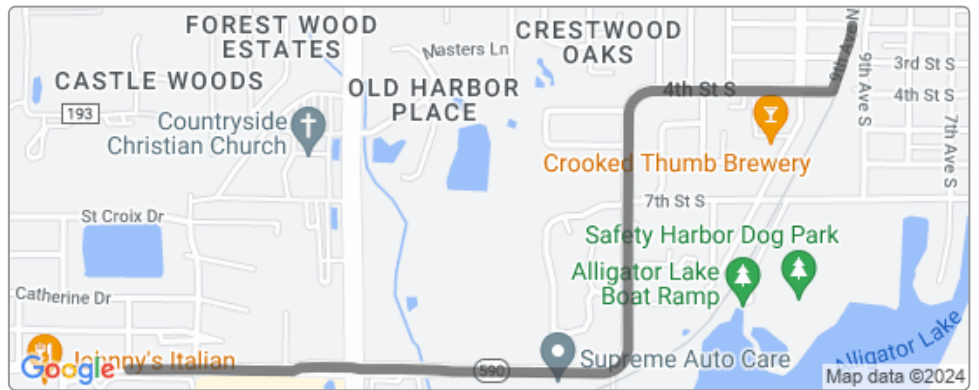 FOREST WOOD
ESTATES
CRESTWOOD
OAKS
Masters Ln
9th Ave
3rd St S
CASTLE WOODS
OLD HARBOR
PLACE
4th St S
4th St S
9th Ave S
7th Ave S
193
Countryside
Christian Church
Crooked Thumb Brewery
7th St S
St Croix Dr
Safety Harbor Dog Park
Alligator Lake
Boat Ramp
Catherine Dr
Johnny's Italian
Google
590
Supreme Auto Care
Alligator Lake
Map data ©2024